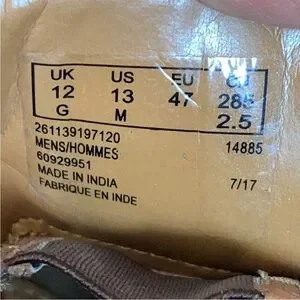 UK US EU
12 13 47 285
G M 2.5
261139197120
MENS/HOMMES 14885
60929951
MADE IN INDIA 7/17
FABRIQUE EN INDE